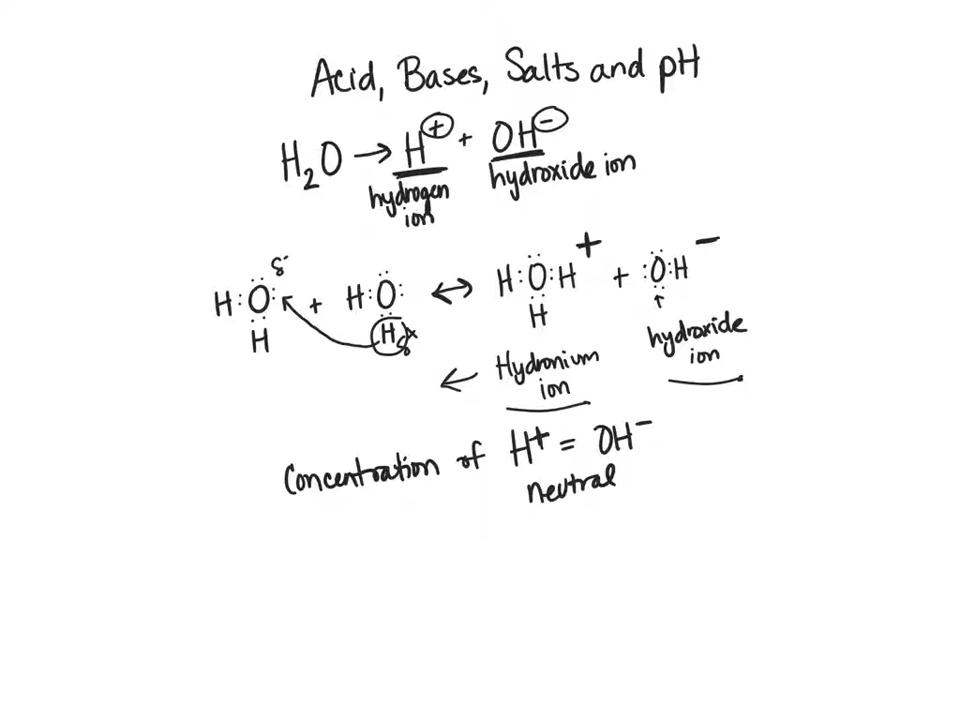 Acid, Bases, Salts and pH
H₂O → H⁺ + OH⁻
hydrogen ion
hydroxide ion
δ⁻
H:O: + H:O: ↔ H:O:H⁺ + :O:H⁻
H H H
δ⁺
Hydronium ion
hydroxide ion
Concentration of H⁺ = OH⁻
neutral